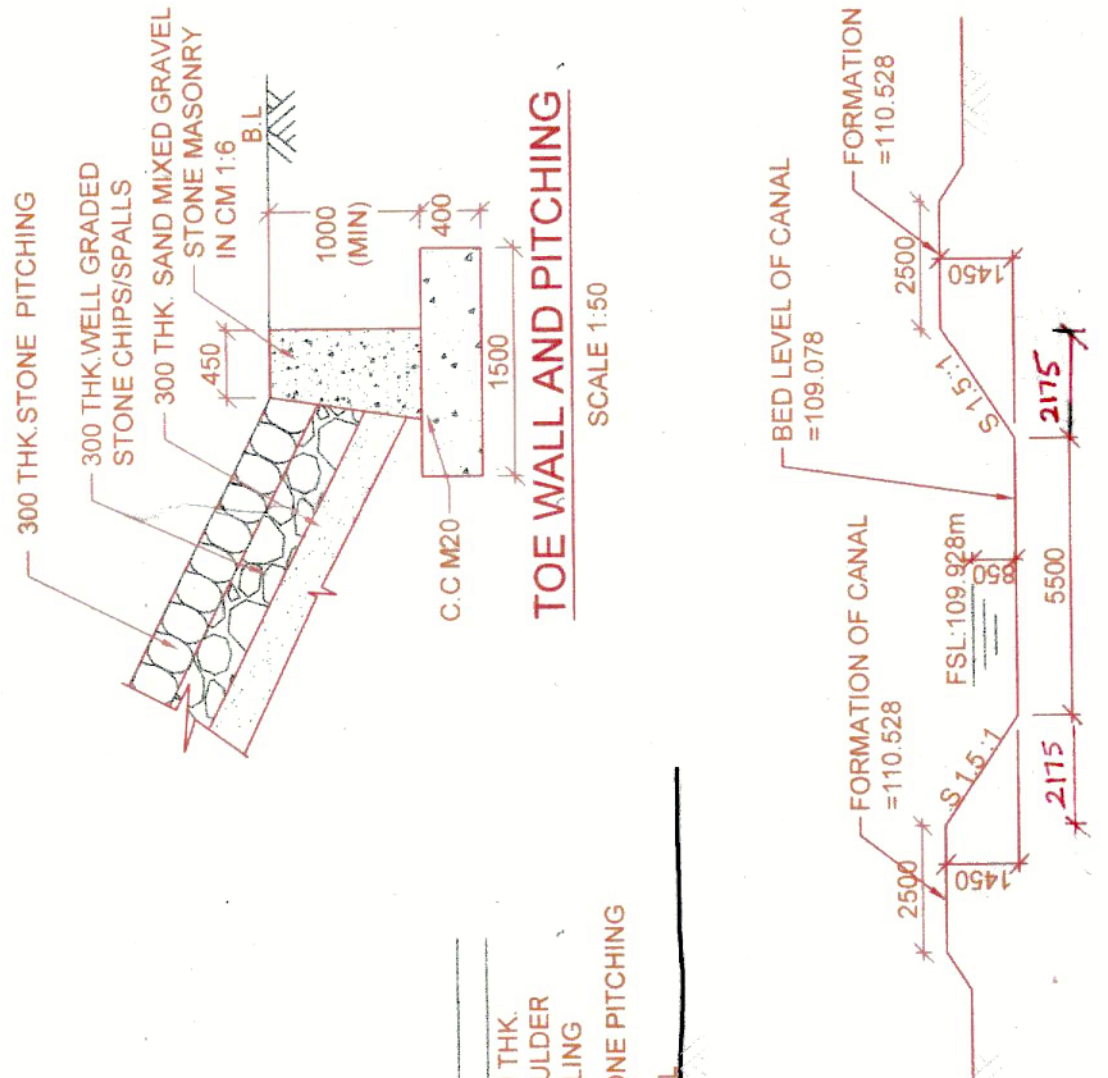 300 THK.STONE PITCHING
300 THK.WELL GRADED
STONE CHIPS/SPALLS
300 THK. SAND MIXED GRAVEL
STONE MASONRY
IN CM 1:6
B.L
450
1000
(MIN)
400
1500
C.C M20
TOE WALL AND PITCHING
SCALE 1:50
THK.
ULDER
LING
ONE PITCHING
BED LEVEL OF CANAL
=109.078
FORMATION OF CANAL
=110.528
FORMATION
=110.528
2500
1450
S 1.5:1
FSL:109.928m
850
5500
2175
S 1.5:1
2500
1450
2175